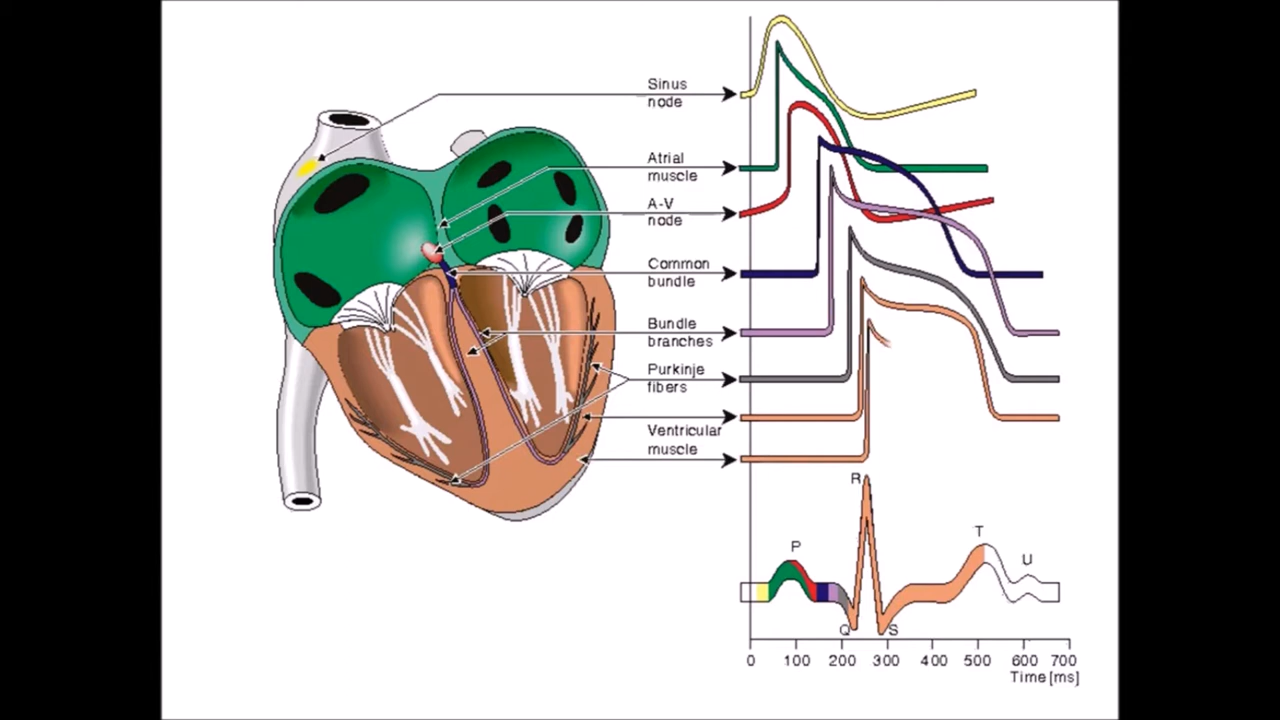 Sinus
node
Atrial
muscle
A-V
node
Common
bundle
Bundle
branches
Purkinje
fibers
Ventricular
muscle
R
P
T
U
Q
S
0 100 200 300 400 500 600 700
Time [ms]